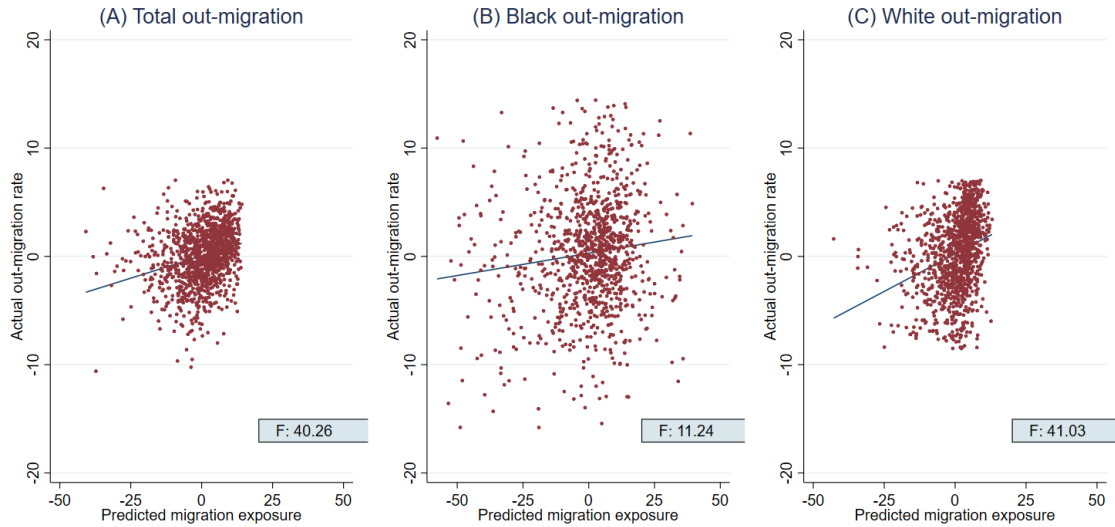 (A) Total out-migration
20
10
0
-10
-20
Actual out-migration rate
F: 40.26
-50
-25
0
25
50
Predicted migration exposure
(B) Black out-migration
20
10
0
-10
-20
Actual out-migration rate
F: 11.24
-50
-25
0
25
50
Predicted migration exposure
(C) White out-migration
20
10
0
-10
-20
Actual out-migration rate
F: 41.03
-50
-25
0
25
50
Predicted migration exposure